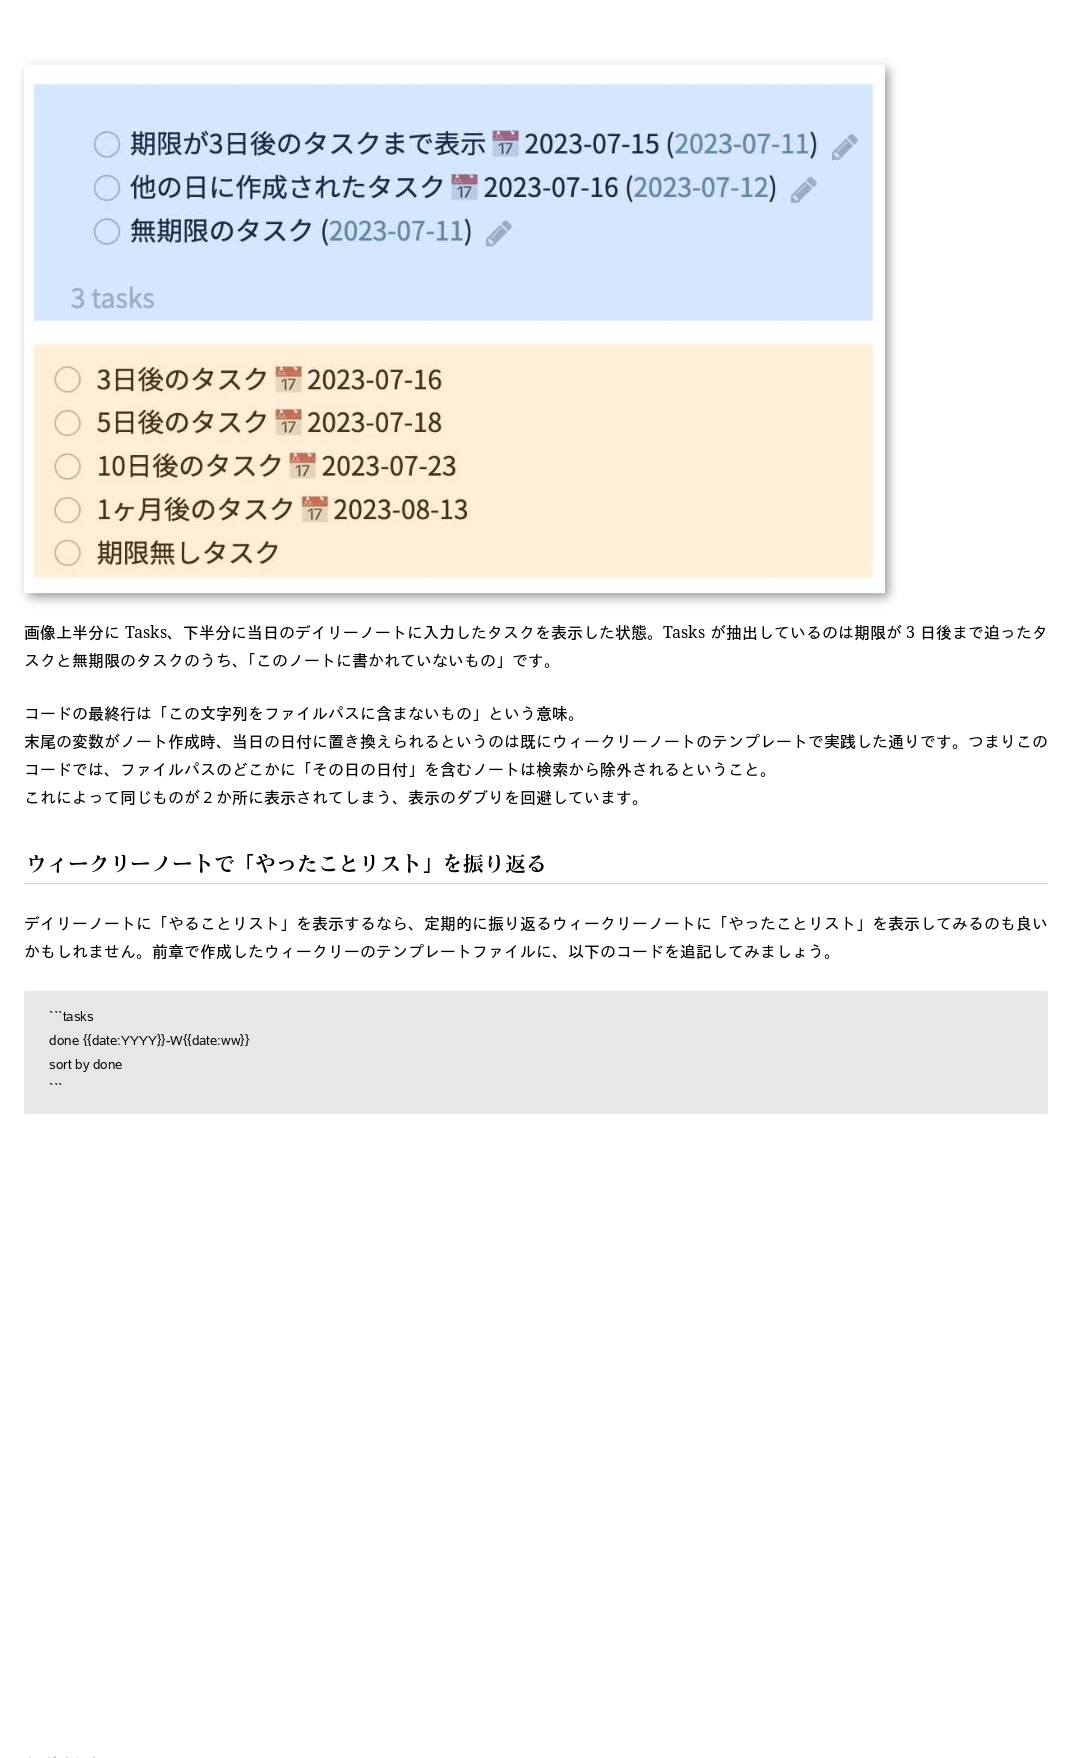 期限が3日後のタスクまで表示 📅 2023-07-15 (2023-07-11)
他の日に作成されたタスク 📅 2023-07-16 (2023-07-12)
無期限のタスク (2023-07-11)
3 tasks
3日後のタスク 📅 2023-07-16
5日後のタスク 📅 2023-07-18
10日後のタスク 📅 2023-07-23
1ヶ月後のタスク 📅 2023-08-13
期限無しタスク
画像上半分に Tasks、下半分に当日のデイリーノートに入力したタスクを表示した状態。Tasks が抽出しているのは期限が 3 日後まで迫ったタ
スクと無期限のタスクのうち、「このノートに書かれていないもの」です。
コードの最終行は「この文字列をファイルパスに含まないもの」という意味。
末尾の変数がノート作成時、当日の日付に置き換えられるというのは既にウィークリーノートのテンプレートで実践した通りです。つまりこの
コードでは、ファイルパスのどこかに「その日の日付」を含むノートは検索から除外されるということ。
これによって同じものが２か所に表示されてしまう、表示のダブりを回避しています。
ウィークリーノートで「やったことリスト」を振り返る
デイリーノートに「やることリスト」を表示するなら、定期的に振り返るウィークリーノートに「やったことリスト」を表示してみるのも良い
かもしれません。前章で作成したウィークリーのテンプレートファイルに、以下のコードを追記してみましょう。
```tasks
done {{date:YYYY}}-W{{date:ww}}
sort by done
```